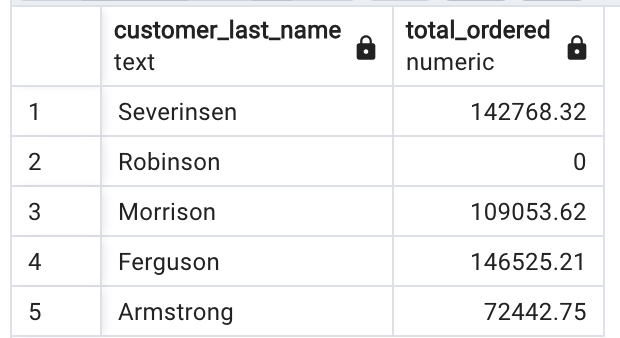 customer_last_name total_ordered
text numeric
1 Severinsen 142768.32
2 Robinson 0
3 Morrison 109053.62
4 Ferguson 146525.21
5 Armstrong 72442.75